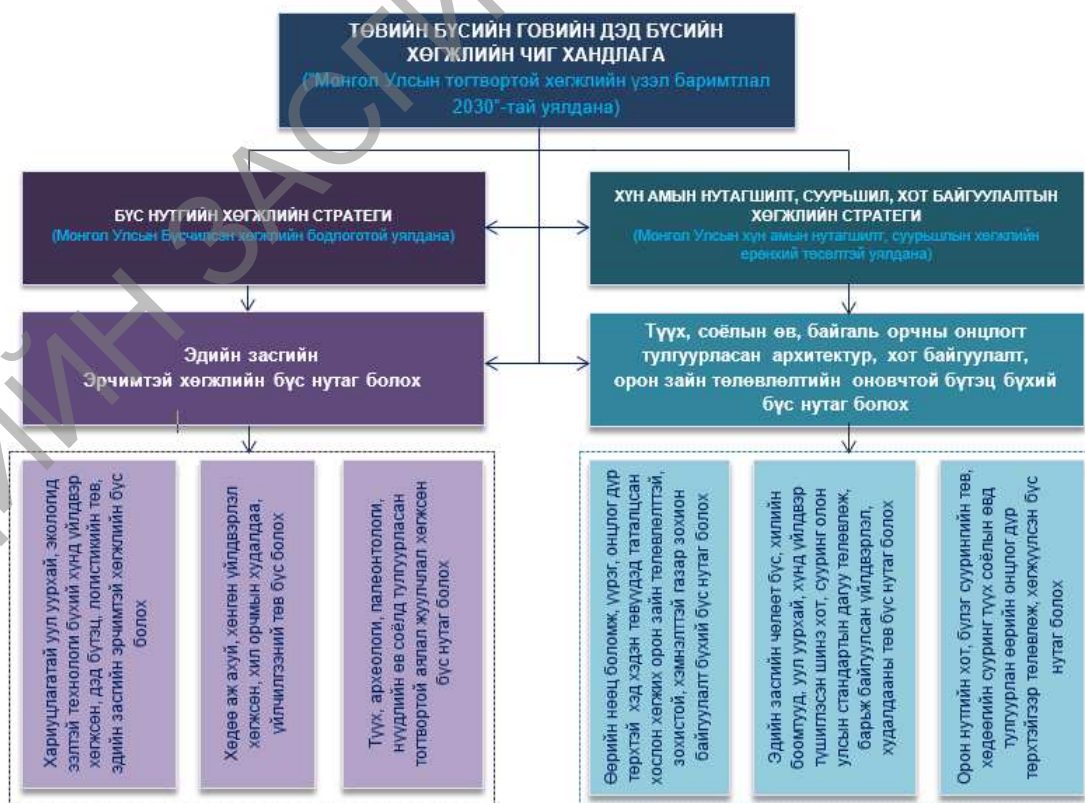 ТӨВИЙН БҮСИЙН ГОВИЙН ДЭД БҮСИЙН
ХӨГЖЛИЙН ЧИГ ХАНДЛАГА
("Монгол Улсын тогтвортой хөгжлийн үзэл баримтлал
2030"-тай уялдана)
БҮС НУТГИЙН ХӨГЖЛИЙН СТРАТЕГИ
(Монгол Улсын Бүсчилсэн хөгжлийн бодлоготой уялдана)
ХҮН АМЫН НУТАГШИЛТ, СУУРЬШИЛ, ХОТ БАЙГУУЛАЛТЫН
ХӨГЖЛИЙН СТРАТЕГИ
(Монгол Улсын хүн амын нутагшилт, суурьшлын хөгжлийн
ерөнхий төсөлтэй уялдана)
Эдийн засгийн
Эрчимтэй хөгжлийн бүс нутаг болох
Түүх, соёлын өв, байгаль орчны онцлогт
тулгуурласан архитектур, хот байгуулалт,
орон зайн төлөвлөлтийн оновчтой бүтэц бүхий
бүс нутаг болох
Хариуцлагатай уул уурхай, экологид
ээлтэй технологи бүхий хүнд үйлдвэр
хөгжсөн, дэд бүтэц, логистикийн төв,
эдийн засгийн эрчимтэй хөгжлийн бүс
болох
Хөдөө аж ахуй, хөнгөн үйлдвэрлэл
хөгжсөн, хил орчмын худалдаа,
үйлчилгээний төв бүс болох
Түүх, археологи, палеонтологи,
нүүдлийн өв соёлд тулгуурласан
тогтвортой аялал жуулчлал хөгжсөн
бүс нутаг болох
Өөрийн нөөц боломж, үүрэг, онцлог дүр
төрхтэй хэд хэдэн төвүүдэд таталцсан
хослон хөгжих орон зайн төлөвлөлттэй,
зохистой, хэмнэлттэй газар зохион
байгуулалт бүхий бүс нутаг болох
Эдийн засгийн чөлөөт бүс, хилийн
боомтууд, уул уурхай, хүнд үйлдвэр
түшиглэсэн шинэ хот, сууринг олон
улсын стандартын дагуу төлөвлөж,
барьж байгуулсан үйлдвэрлэл,
худалдааны төв бүс нутаг болох
Орон нутгийн хот, бүлэг суурингийн төв,
хөдөөгийн сууринг түүх соёлын өвд
тулгуурлан өөрийн онцлог дүр
төрхтэйгээр төлөвлөж, хөгжүүлсэн бүс
нутаг болох
ЗАСГИ